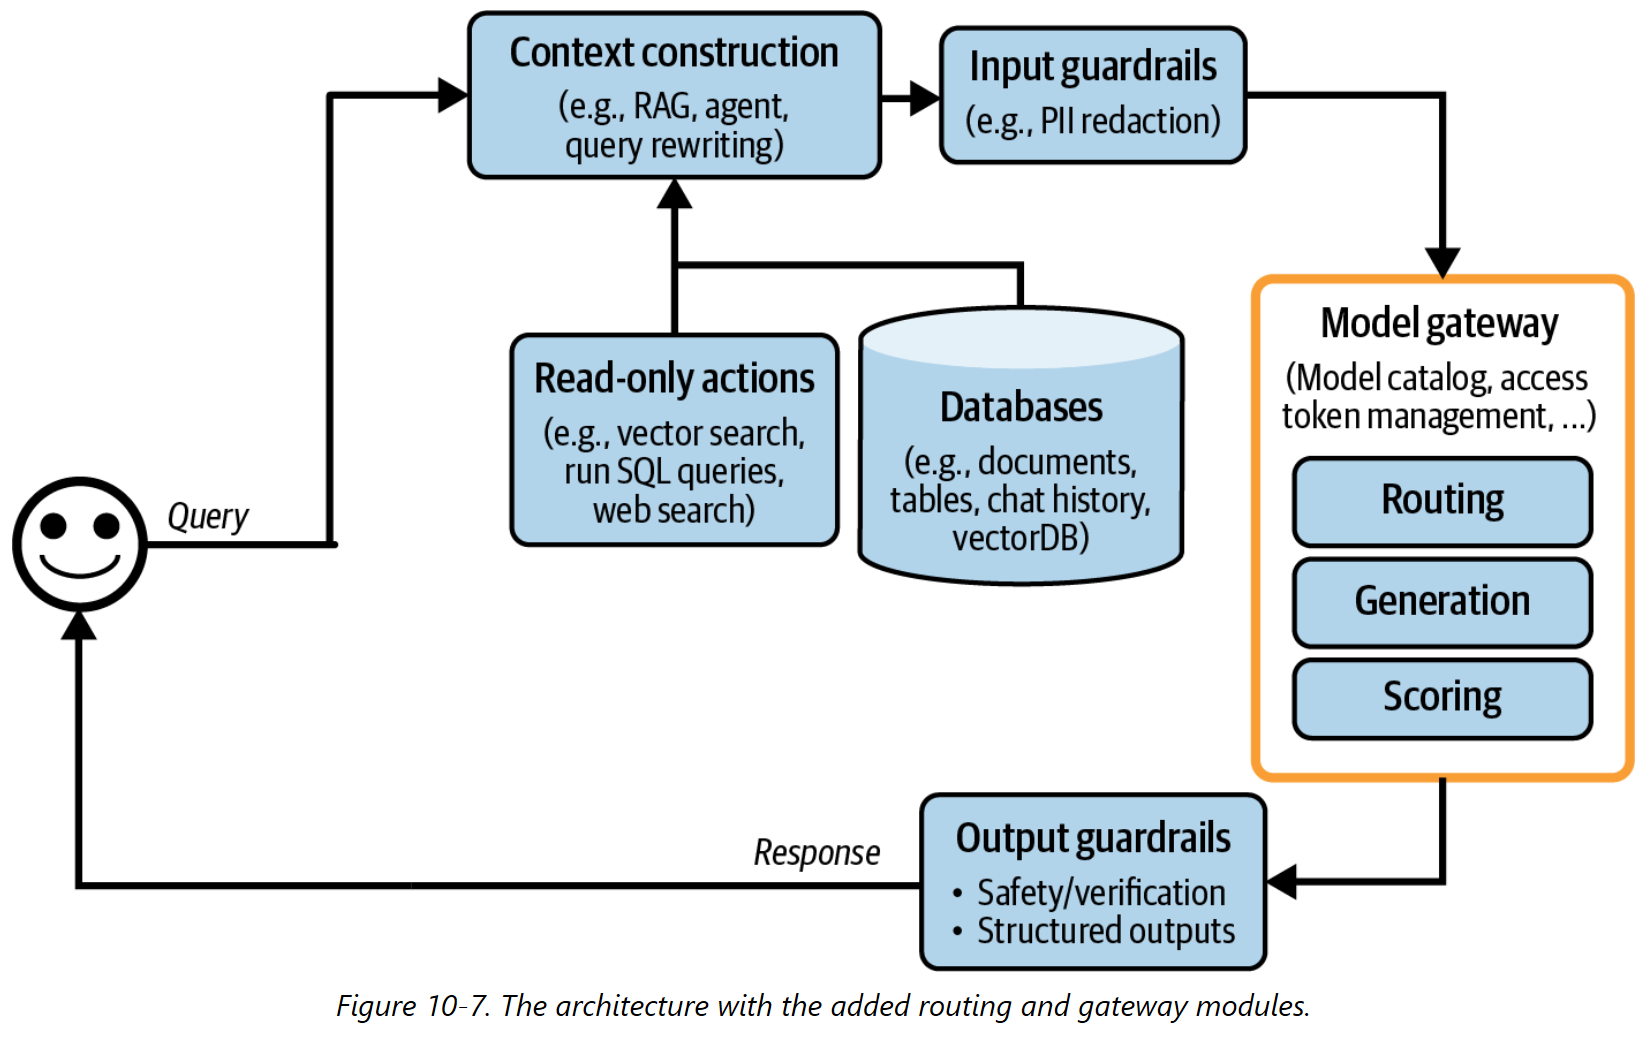 Context construction
(e.g., RAG, agent,
query rewriting)
Input guardrails
(e.g., PII redaction)
Read-only actions
(e.g., vector search,
run SQL queries,
web search)
Databases
(e.g., documents,
tables, chat history,
vectorDB)
Model gateway
(Model catalog, access
token management, ...)
Routing
Generation
Scoring
Query
Response
Output guardrails
• Safety/verification
• Structured outputs
Figure 10-7. The architecture with the added routing and gateway modules.